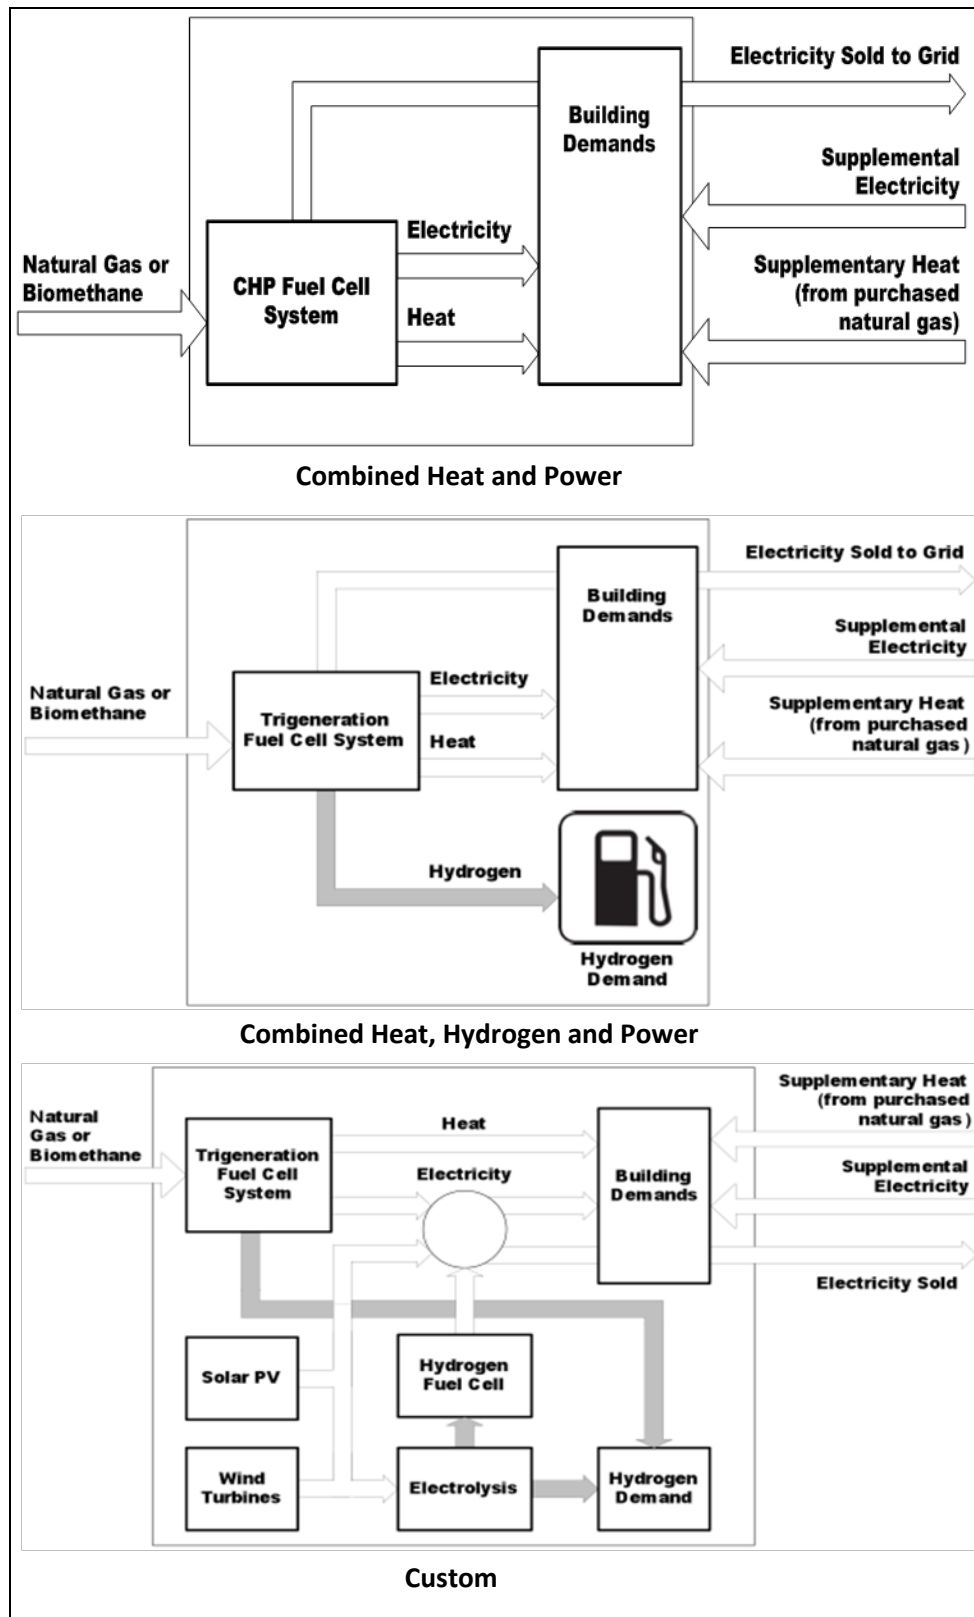 Electricity Sold to Grid
Building
Demands
Supplemental
Electricity
Electricity
Natural Gas or
Biomethane
CHP Fuel Cell
System
Heat
Supplementary Heat
(from purchased
natural gas)
Combined Heat and Power
Electricity Sold to Grid
Building
Demands
Supplemental
Electricity
Electricity
Natural Gas or
Biomethane
Trigeneration
Fuel Cell System
Heat
Supplementary Heat
(from purchased
natural gas)
Hydrogen
Hydrogen
Demand
Combined Heat, Hydrogen and Power
Supplementary Heat
(from purchased
natural gas)
Natural
Gas or
Biomethane
Heat
Trigeneration
Fuel Cell
System
Electricity
Building
Demands
Supplemental
Electricity
Electricity Sold
Solar PV
Hydrogen
Fuel Cell
Wind
Turbines
Electrolysis
Hydrogen
Demand
Custom